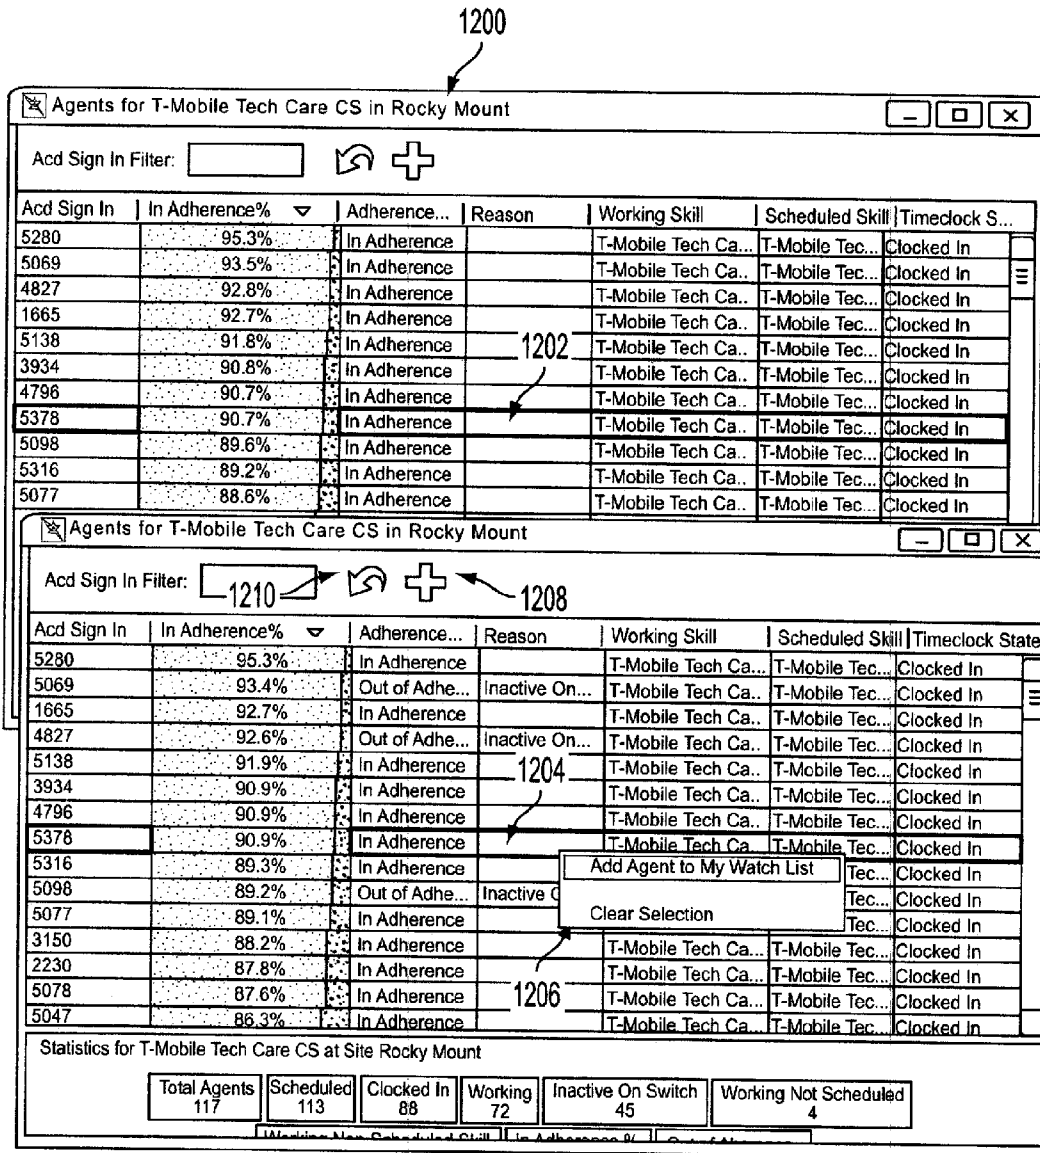 1200
Agents for T-Mobile Tech Care CS in Rocky Mount
Acd Sign In Filter:
Acd Sign In In Adherence% Adherence... Reason Working Skill Scheduled Skill Timeclock S...
5280 95.3% In Adherence T-Mobile Tech Ca... T-Mobile Tec... Clocked In
5069 93.5% In Adherence T-Mobile Tech Ca.. T-Mobile Tec... Clocked In
4827 92.8% In Adherence T-Mobile Tech Ca.. T-Mobile Tec... Clocked In
1665 92.7% In Adherence T-Mobile Tech Ca.. T-Mobile Tec... Clocked In
5138 91.8% In Adherence 1202 T-Mobile Tech Ca.. T-Mobile Tec... Clocked In
3934 90.8% In Adherence T-Mobile Tech Ca.. T-Mobile Tec... Clocked In
4796 90.7% In Adherence T-Mobile Tech Ca.. T-Mobile Tec... Clocked In
5378 90.7% In Adherence T-Mobile Tech Ca... T-Mobile Tec... Clocked In
5098 89.6% In Adherence T-Mobile Tech Ca.. T-Mobile Tec... Clocked In
5316 89.2% In Adherence T-Mobile Tech Ca... T-Mobile Tec... Clocked In
5077 88.6% In Adherence T-Mobile Tech Ca.. T-Mobile Tec... Clocked In
Agents for T-Mobile Tech Care CS in Rocky Mount
Acd Sign In Filter: 1210 1208
Acd Sign In In Adherence% Adherence... Reason Working Skill Scheduled Skill Timeclock State
5280 95.3% In Adherence T-Mobile Tech Ca... T-Mobile Tec... Clocked In
5069 93.4% Out of Adhe... Inactive On... T-Mobile Tech Ca.. T-Mobile Tec... Clocked In
1665 92.7% In Adherence T-Mobile Tech Ca.. T-Mobile Tec... Clocked In
4827 92.6% Out of Adhe... Inactive On... T-Mobile Tech Ca.. T-Mobile Tec... Clocked In
5138 91.9% In Adherence 1204 T-Mobile Tech Ca.. T-Mobile Tec... Clocked In
3934 90.9% In Adherence T-Mobile Tech Ca.. T-Mobile Tec... Clocked In
4796 90.9% In Adherence T-Mobile Tech Ca.. T-Mobile Tec... Clocked In
5378 90.9% In Adherence T-Mobile Tech Ca... T-Mobile Tec... Clocked In
5316 89.3% In Adherence Add Agent to My Watch List Tec... Clocked In
5098 89.2% Out of Adhe... Inactive Tec... Clocked In
5077 89.1% In Adherence Clear Selection Tec... Clocked In
3150 88.2% In Adherence T-Mobile Tech Ca... T-Mobile Tec... Clocked In
2230 87.8% In Adherence T-Mobile Tech Ca... T-Mobile Tec... Clocked In
5078 87.6% In Adherence 1206 T-Mobile Tech Ca... T-Mobile Tec... Clocked In
5047 86.3% In Adherence T-Mobile Tech Ca... T-Mobile Tec... Clocked In
Statistics for T-Mobile Tech Care CS at Site Rocky Mount
Total Agents Scheduled Clocked In Working Inactive On Switch Working Not Scheduled
117 113 88 72 45 4